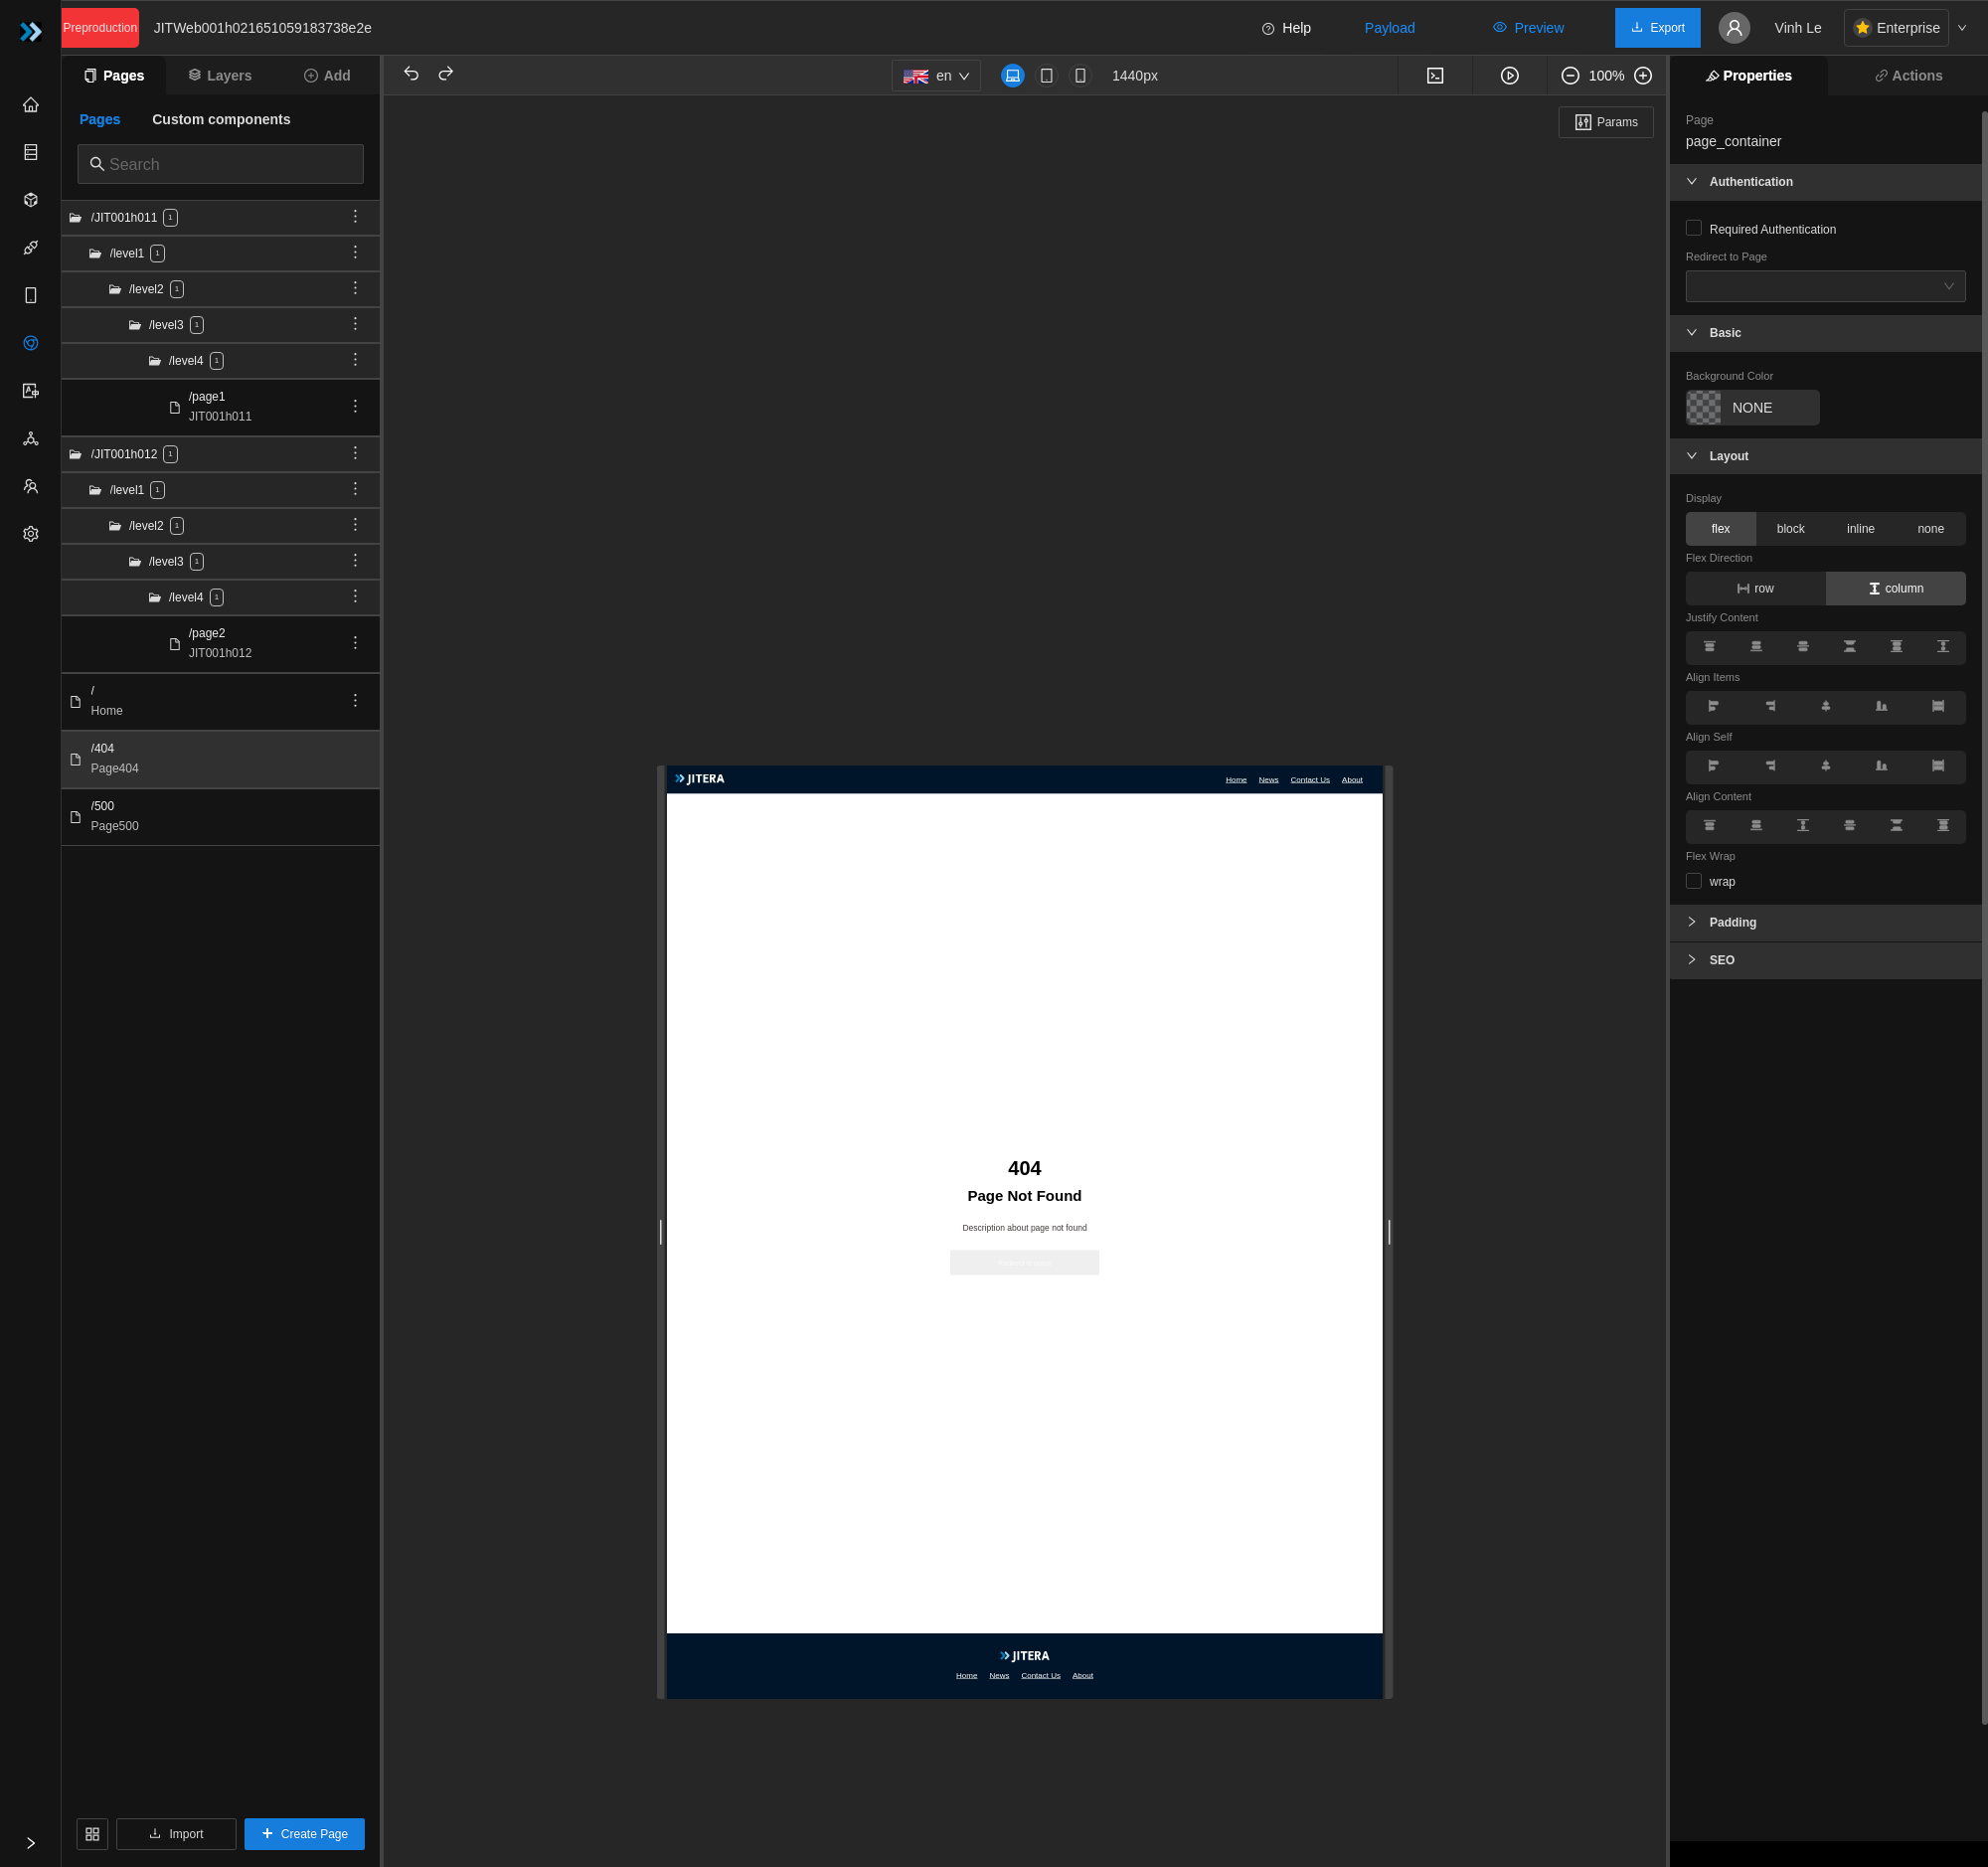 Preproduction
JITWeb001h021651059183738e2e
Help
Payload
Preview
Export
Vinh Le
Enterprise
Pages
Layers
Add
en
1440px
100%
Properties
Actions
Pages
Custom components
Search
/JIT001h011 1
/level1 1
/level2 1
/level3 1
/level4 1
/page1
JIT001h011
/JIT001h012 1
/level1 1
/level2 1
/level3 1
/level4 1
/page2
JIT001h012
/
Home
/404
Page404
/500
Page500
Import
Create Page
Params
JITERA
Home News Contact Us About
404
Page Not Found
Description about page not found
JITERA
Home News Contact Us About
Page
page_container
Authentication
Required Authentication
Redirect to Page
Basic
Background Color
NONE
Layout
Display
flex block inline none
Flex Direction
row column
Justify Content
Align Items
Align Self
Align Content
Flex Wrap
wrap
Padding
SEO